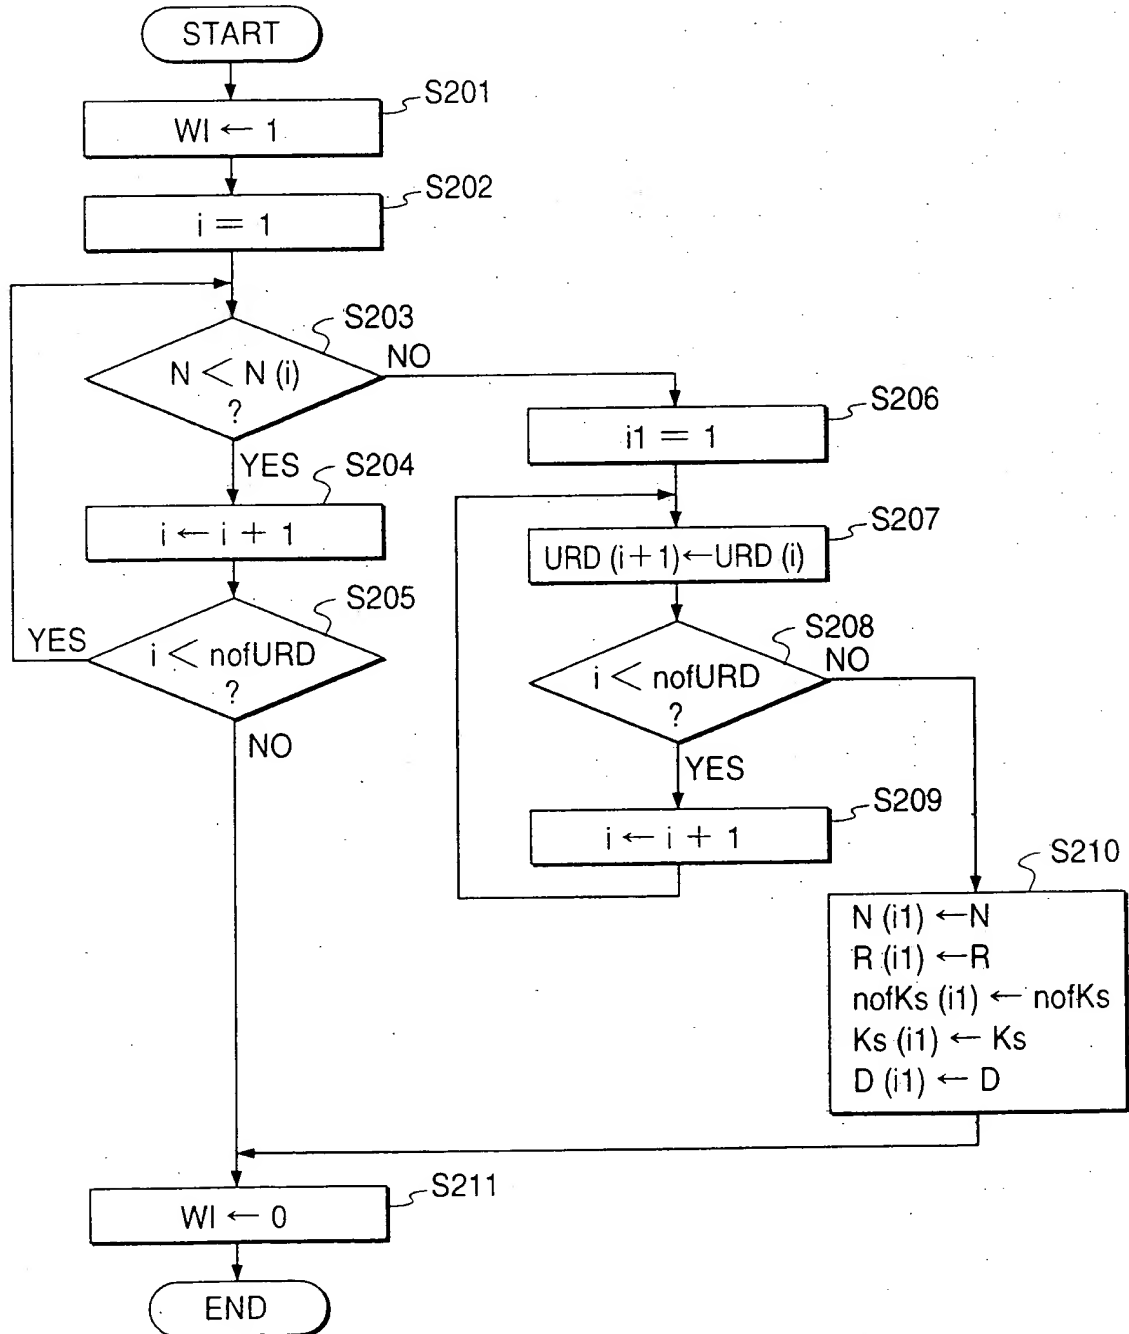 START
S201
WI ← 1
S202
i = 1
S203
N < N (i)
?
NO
YES
S204
i ← i + 1
S205
YES
i < nofURD
?
NO
S206
i1 = 1
S207
URD (i+1)←URD (i)
S208
NO
i < nofURD
?
YES
S209
i ← i + 1
S210
N (i1) ←N
R (i1) ←R
nofKs (i1) ← nofKs
Ks (i1) ← Ks
D (i1) ← D
S211
WI ← 0
END